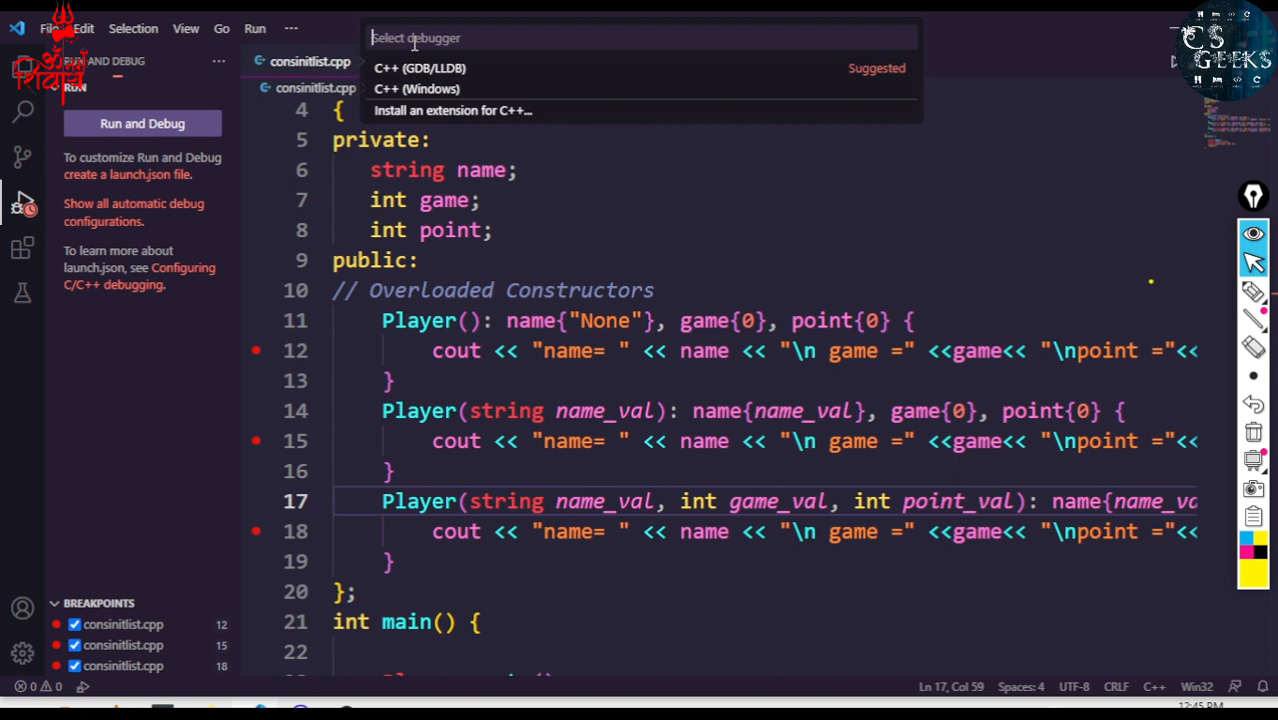 File Edit Selection View Go Run ···
Select debugger
C++ (GDB/LLDB) Suggested
C++ (Windows)
Install an extension for C++...
CS
GEEKS
ॐ
शिवाय
RUN AND DEBUG ···
RUN
Run and Debug
To customize Run and Debug
create a launch.json file.
Show all automatic debug
configurations.
To learn more about
launch.json, see Configuring
C/C++ debugging.
BREAKPOINTS
consinitlist.cpp 12
consinitlist.cpp 15
consinitlist.cpp 18
consinitlist.cpp
consinitlist.cpp
4 {
5 private:
6 string name;
7 int game;
8 int point;
9 public:
10 // Overloaded Constructors
11 Player(): name{"None"}, game{0}, point{0} {
12 cout << "name= " << name << "\n game =" <<game<< "\npoint ="<<
13 }
14 Player(string name_val): name{name_val}, game{0}, point{0} {
15 cout << "name= " << name << "\n game =" <<game<< "\npoint ="<<
16 }
17 Player(string name_val, int game_val, int point_val): name{name_va
18 cout << "name= " << name << "\n game =" <<game<< "\npoint ="<<
19 }
20 };
21 int main() {
22
0 0 Ln 17, Col 59 Spaces: 4 UTF-8 CRLF C++ Win32
12:45 PM